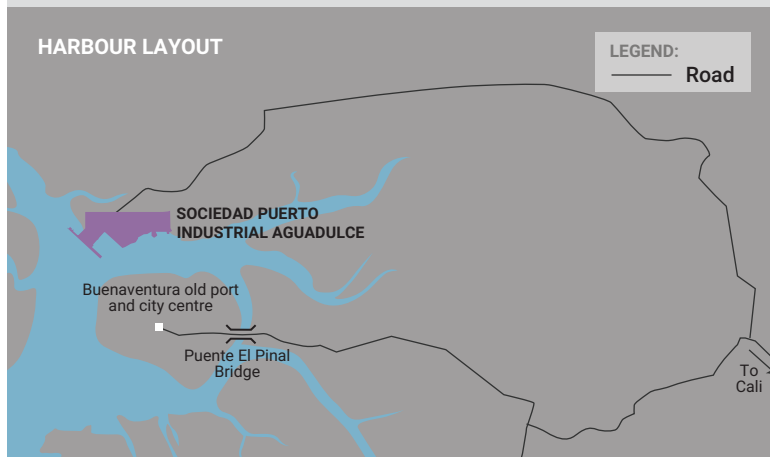 HARBOUR LAYOUT
LEGEND:
Road
SOCIEDAD PUERTO
INDUSTRIAL AGUADULCE
Buenaventura old port
and city centre
Puente El Pinal
Bridge
To
Cali